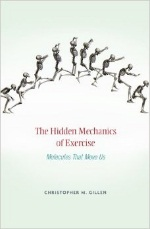 The Hidden Mechanics
of Exercise
Molecules That Move Us
CHRISTOPHER M. GILLEN